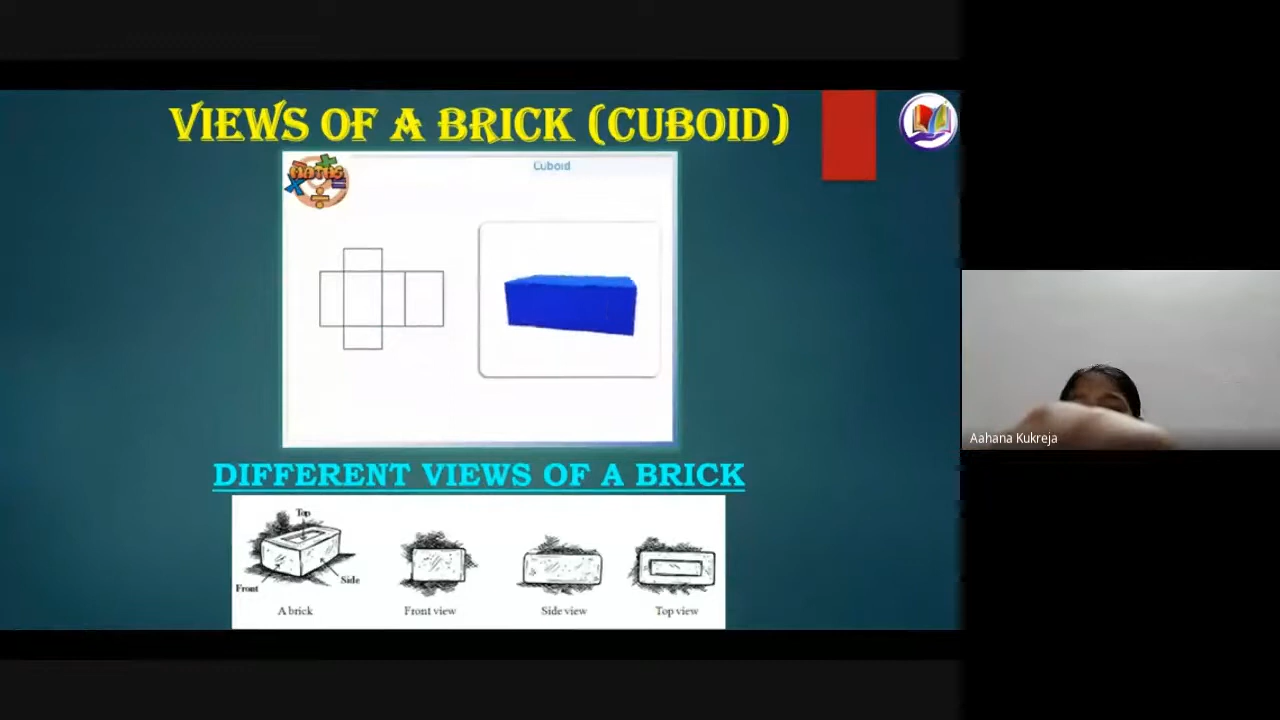 VIEWS OF A BRICK (CUBOID)
MATHS
Cuboid
DIFFERENT VIEWS OF A BRICK
Top
Front
Side
A brick
Front view
Side view
Top view
Aahana Kukreja